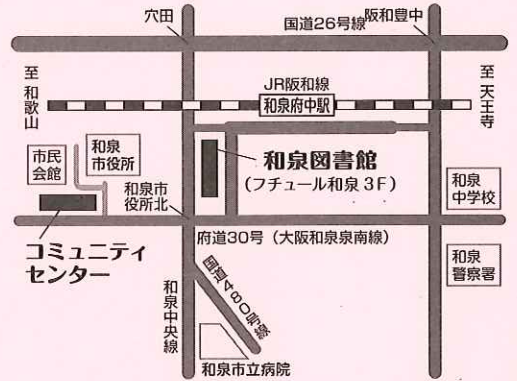 穴田
国道26号線
阪和豊中
至 和歌山
JR阪和線
和泉府中駅
至 天王寺
市民
会館
和泉
市役所
和泉図書館
(フチュール和泉3F)
和泉市
役所北
和泉
中学校
コミュニティ
センター
府道30号(大阪和泉泉南線)
和泉
警察署
和泉中央線
国道480号線
和泉市立病院